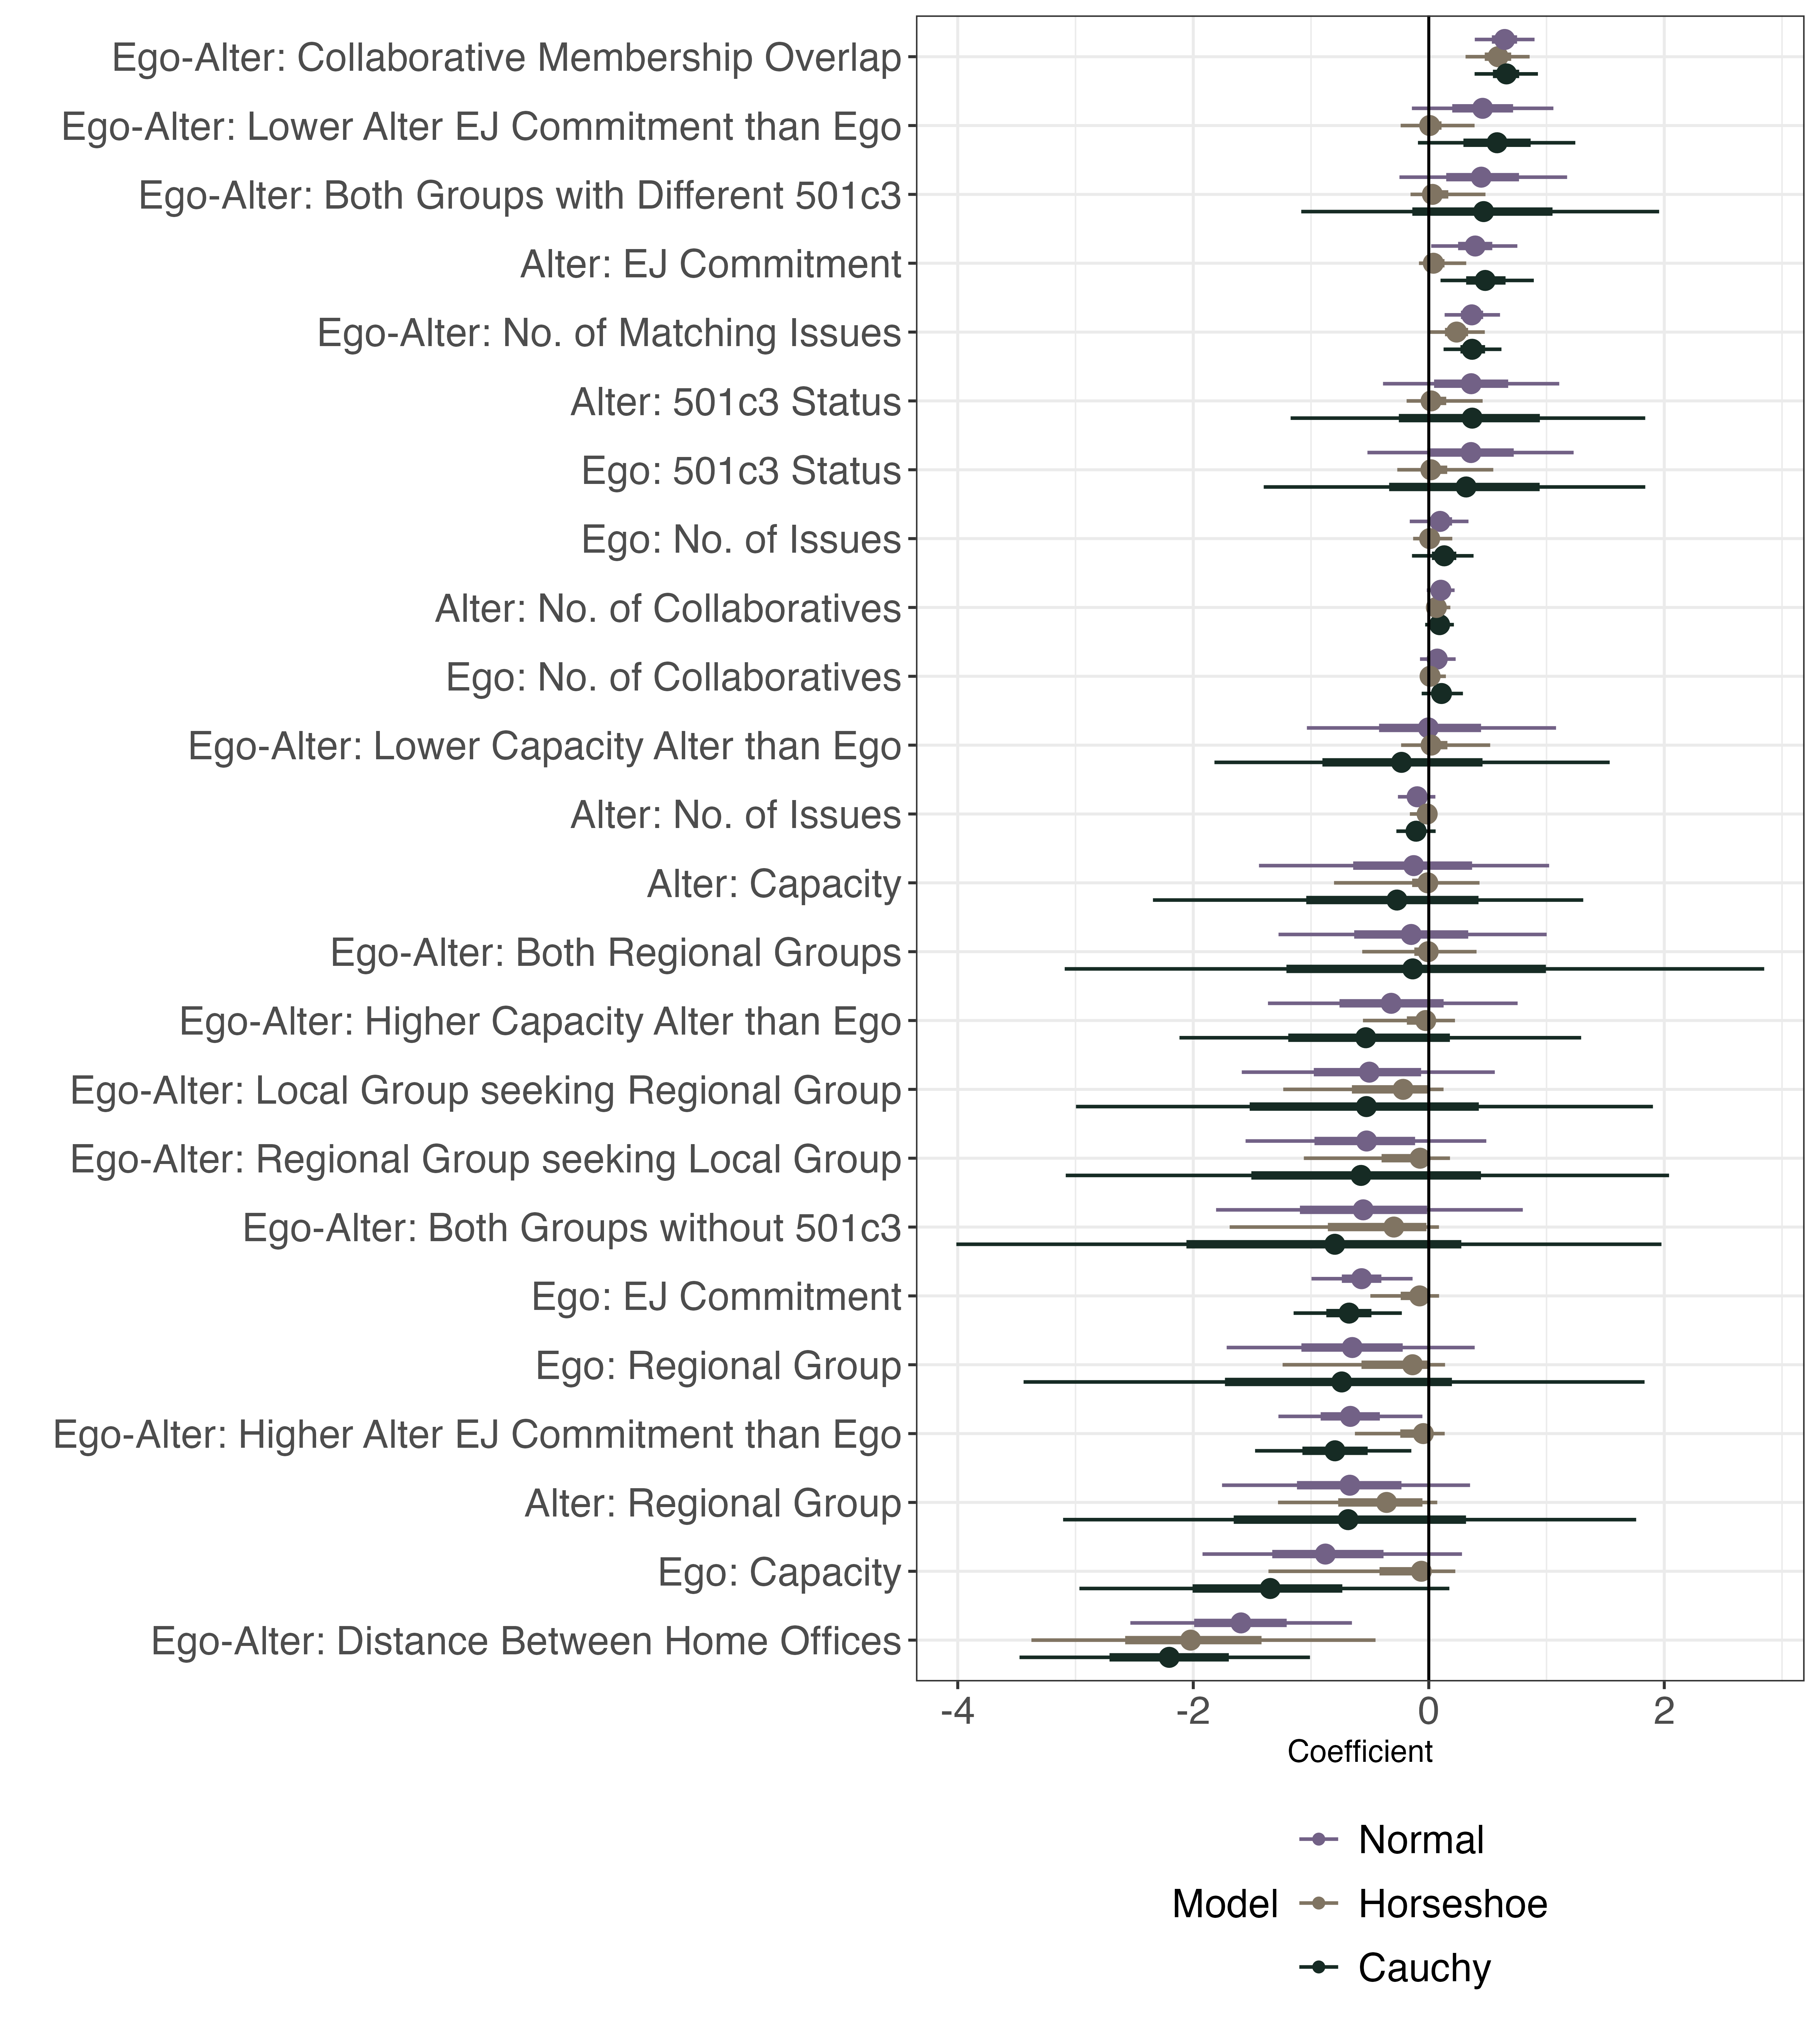 Ego-Alter: Collaborative Membership Overlap
Ego-Alter: Lower Alter EJ Commitment than Ego
Ego-Alter: Both Groups with Different 501c3
Alter: EJ Commitment
Ego-Alter: No. of Matching Issues
Alter: 501c3 Status
Ego: 501c3 Status
Ego: No. of Issues
Alter: No. of Collaboratives
Ego: No. of Collaboratives
Ego-Alter: Lower Capacity Alter than Ego
Alter: No. of Issues
Alter: Capacity
Ego-Alter: Both Regional Groups
Ego-Alter: Higher Capacity Alter than Ego
Ego-Alter: Local Group seeking Regional Group
Ego-Alter: Regional Group seeking Local Group
Ego-Alter: Both Groups without 501c3
Ego: EJ Commitment
Ego: Regional Group
Ego-Alter: Higher Alter EJ Commitment than Ego
Alter: Regional Group
Ego: Capacity
Ego-Alter: Distance Between Home Offices
-4 -2 0 2
Coefficient
Normal
Model Horseshoe
Cauchy